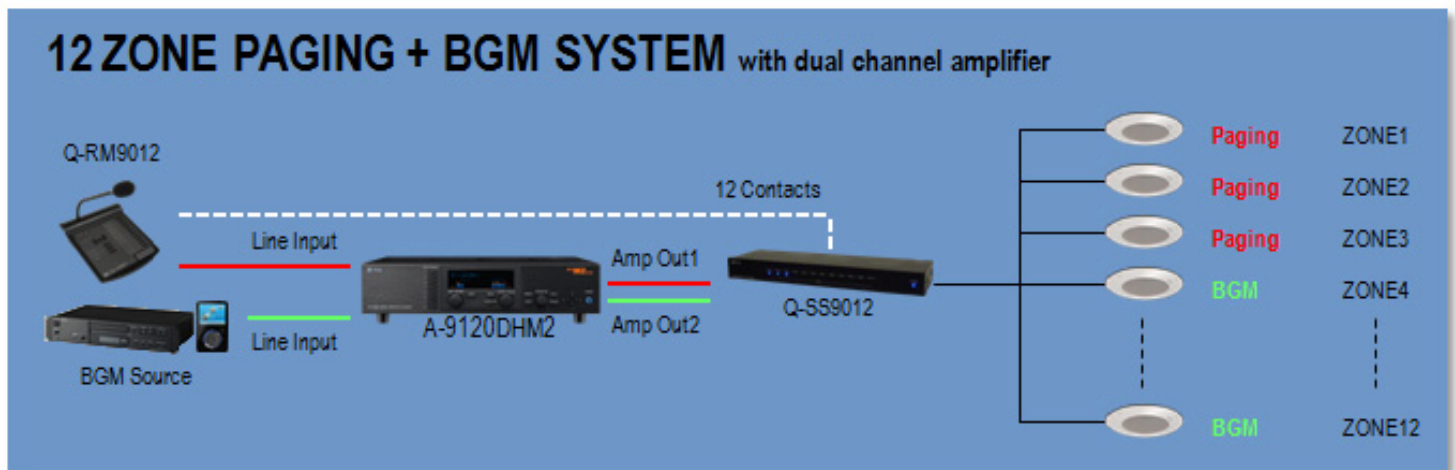 12 ZONE PAGING + BGM SYSTEM with dual channel amplifier
Q-RM9012
12 Contacts
Line Input
Amp Out1
A-9120DHM2
Amp Out2
Q-SS9012
Line Input
BGM Source
Paging ZONE1
Paging ZONE2
Paging ZONE3
BGM ZONE4
BGM ZONE12